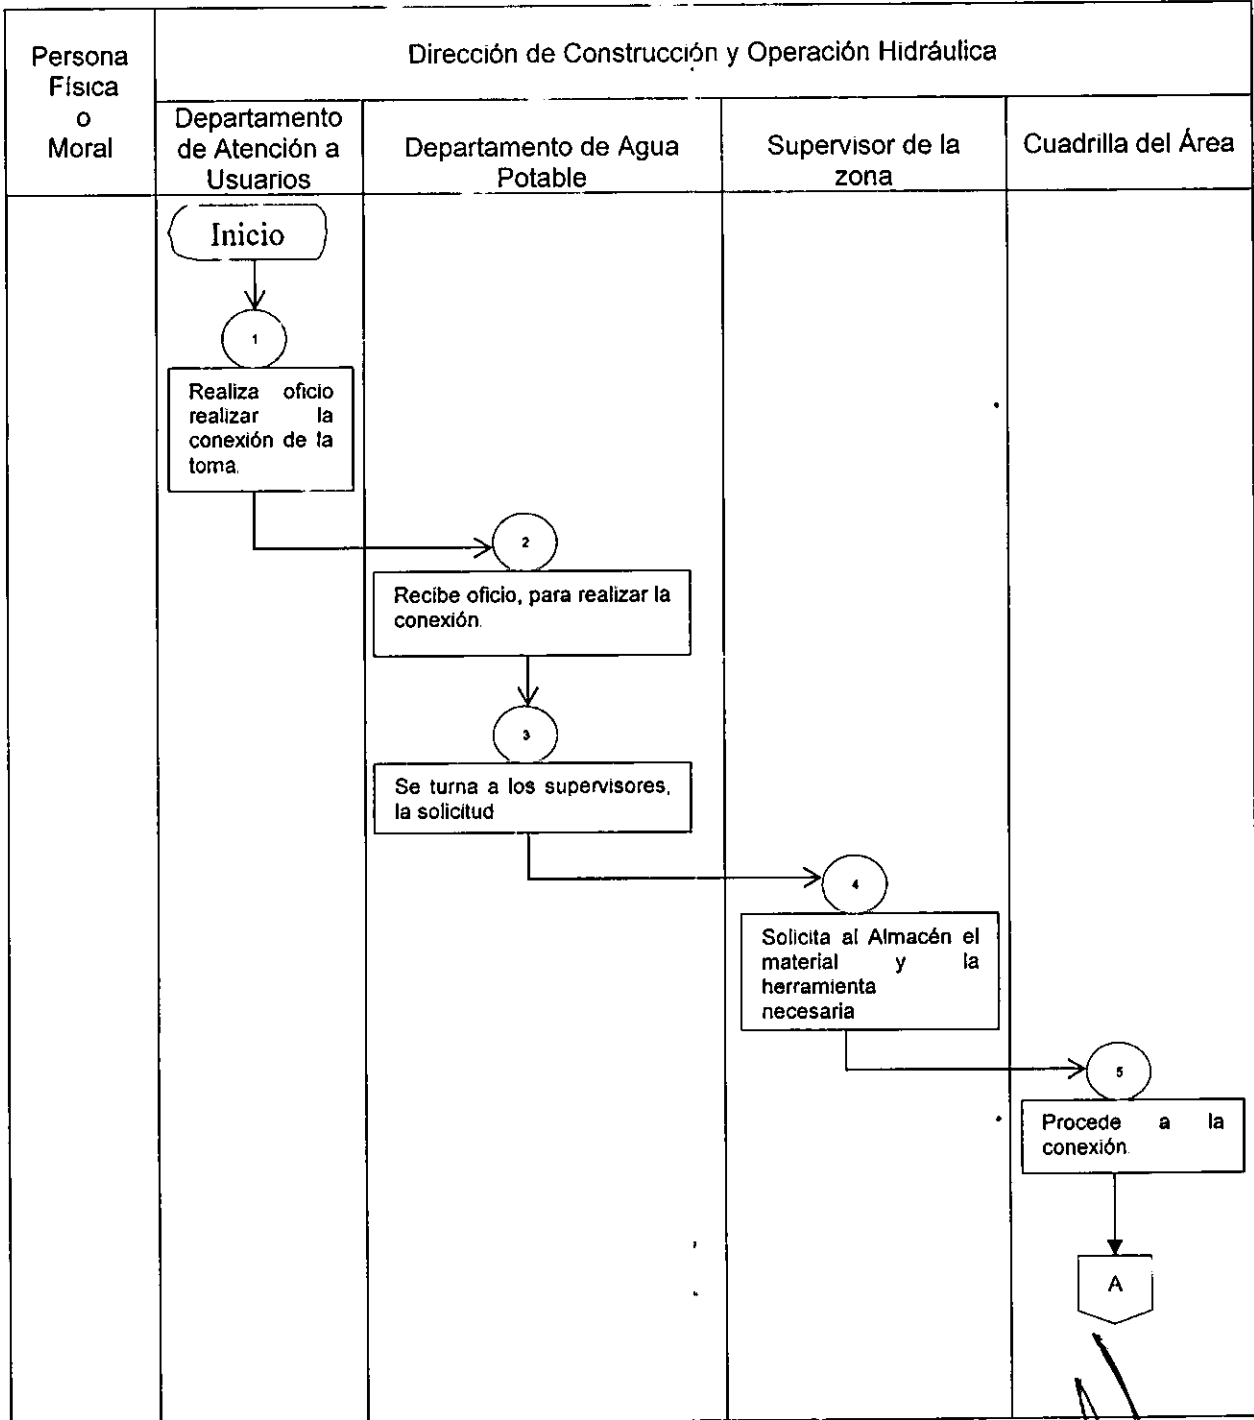 Persona
Física
o
Moral
Dirección de Construcción y Operación Hidráulica
Departamento
de Atención a
Usuarios
Departamento de Agua
Potable
Supervisor de la
zona
Cuadrilla del Área
Inicio
1
Realiza oficio
realizar la
conexión de la
toma.
2
Recibe oficio, para realizar la
conexión.
3
Se turna a los supervisores,
la solicitud
4
Solicita al Almacén el
material y la
herramienta
necesaria
5
Procede a la
conexión.
A